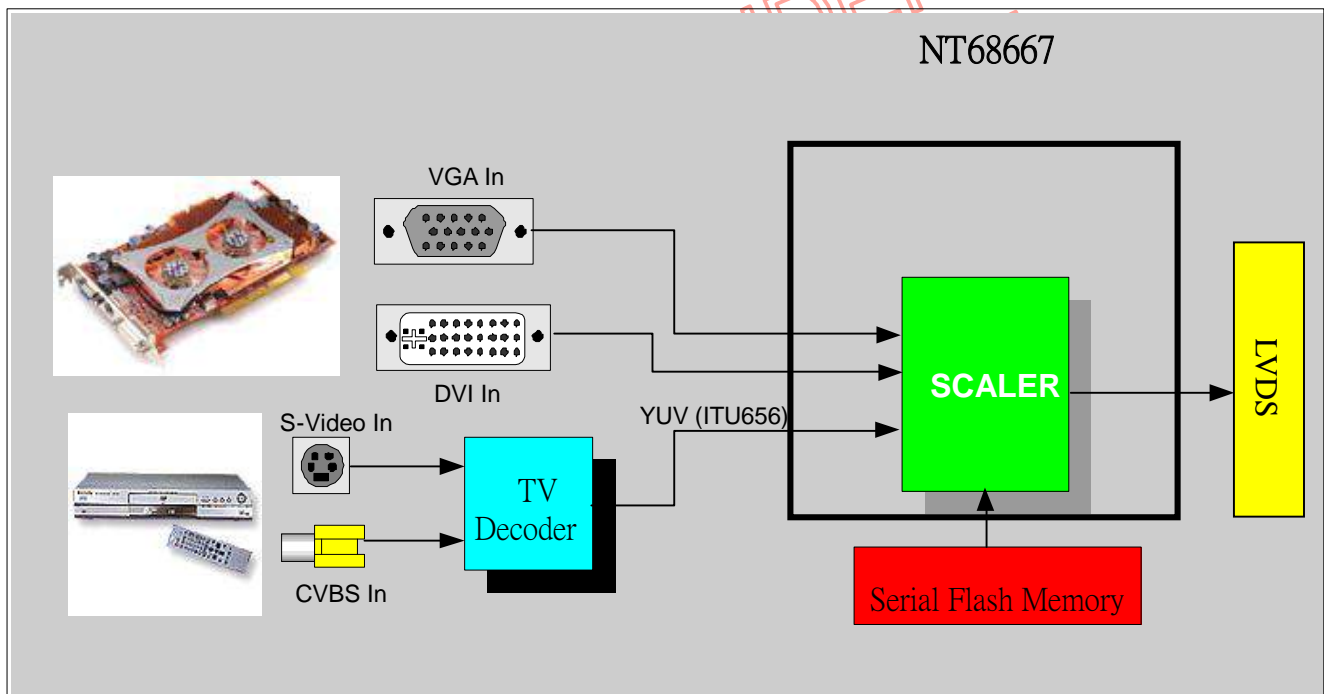 NT68667
VGA In
DVI In
S-Video In
YUV (ITU656)
SCALER
LVDS
TV
Decoder
CVBS In
Serial Flash Memory